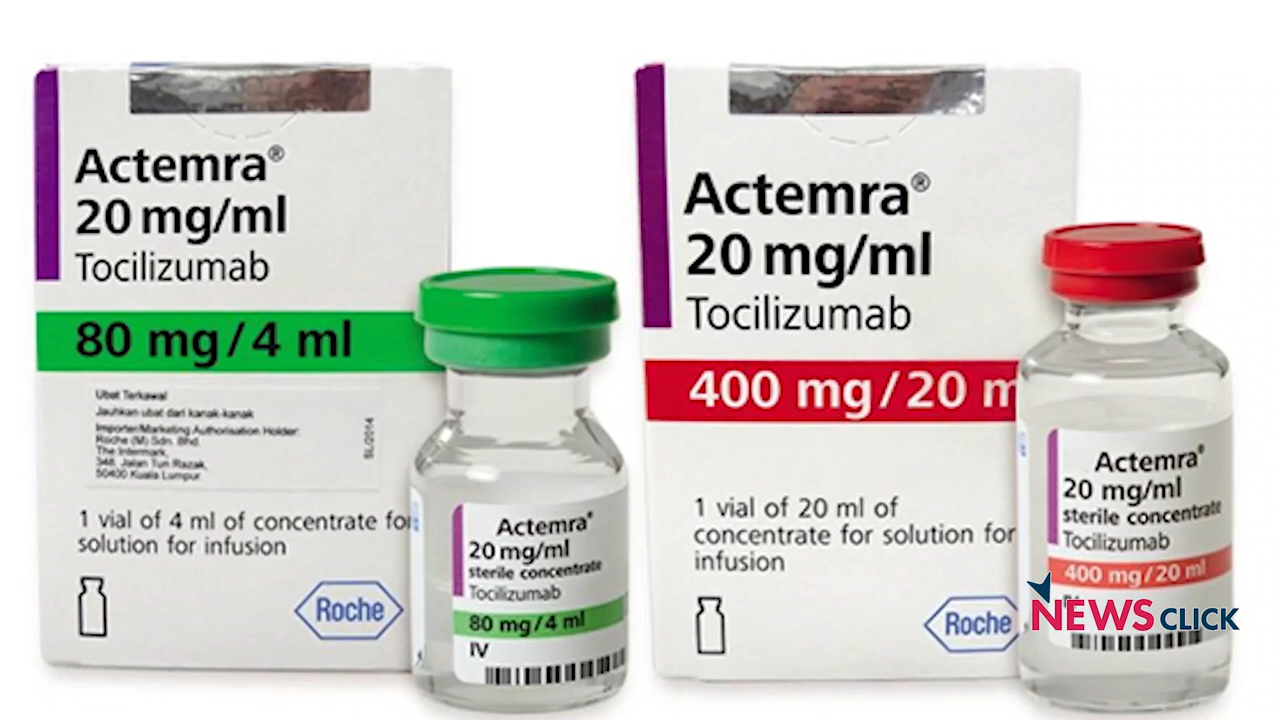 Actemra®
20 mg/ml
Tocilizumab
80 mg/4 ml
Ubat Terkawal
Jauhkan ubat dari kanak-kanak
Importer/Marketing Authorisation Holder:
Roche (M) Sdn. Bhd.
The Intermark,
348, Jalan Tun Razak,
50400 Kuala Lumpur.
SL/2014
1 vial of 4 ml of concentrate for
solution for infusion
Roche
Actemra®
20 mg/ml
sterile concentrate
Tocilizumab
80 mg/4 ml
IV
Actemra®
20 mg/ml
Tocilizumab
400 mg/20 m
1 vial of 20 ml of
concentrate for solution for
infusion
Roche
Actemra®
20 mg/ml
sterile concentrate
Tocilizumab
400 mg/20 ml
NEWSCLICK